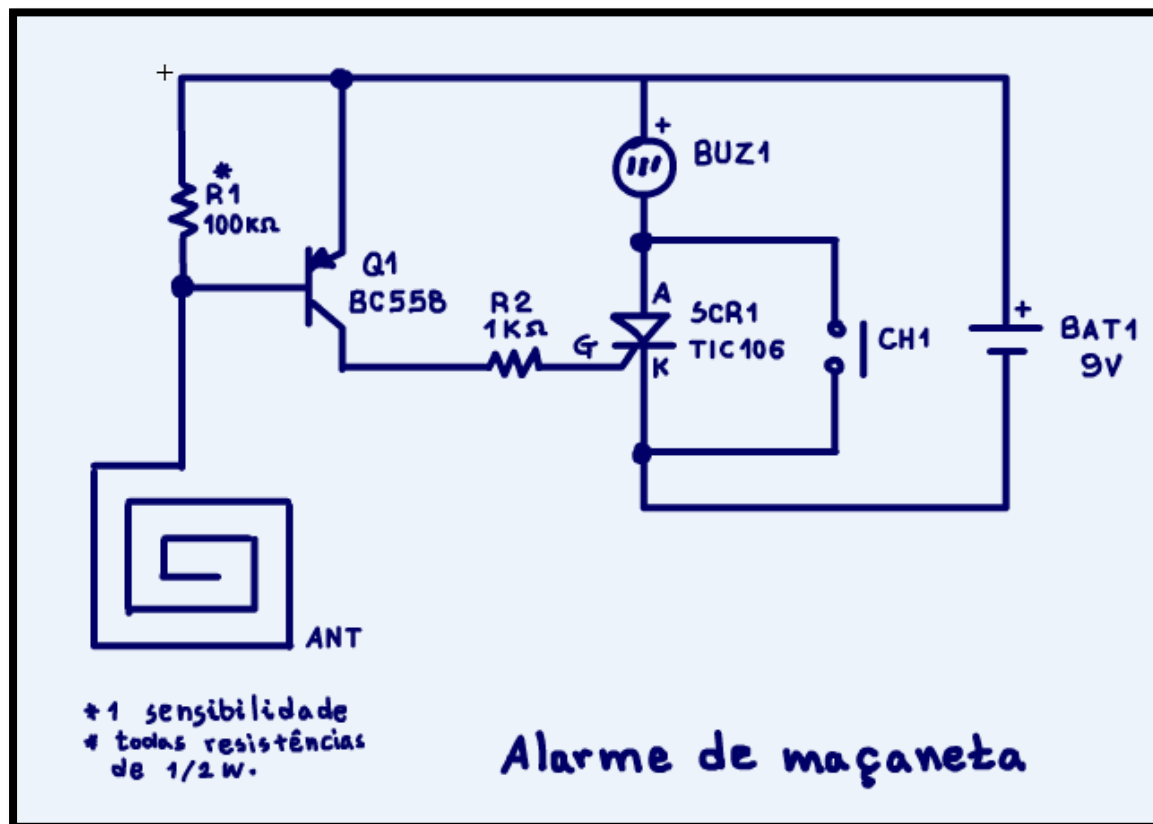 +
*
R1
100KΩ
Q1
BC558
R2
1KΩ
+
BUZ1
A
G
K
SCR1
TIC106
CH1
+
BAT1
9V
ANT
*1 sensibilidade
* todas resistências
de 1/2 W.
Alarme de maçaneta